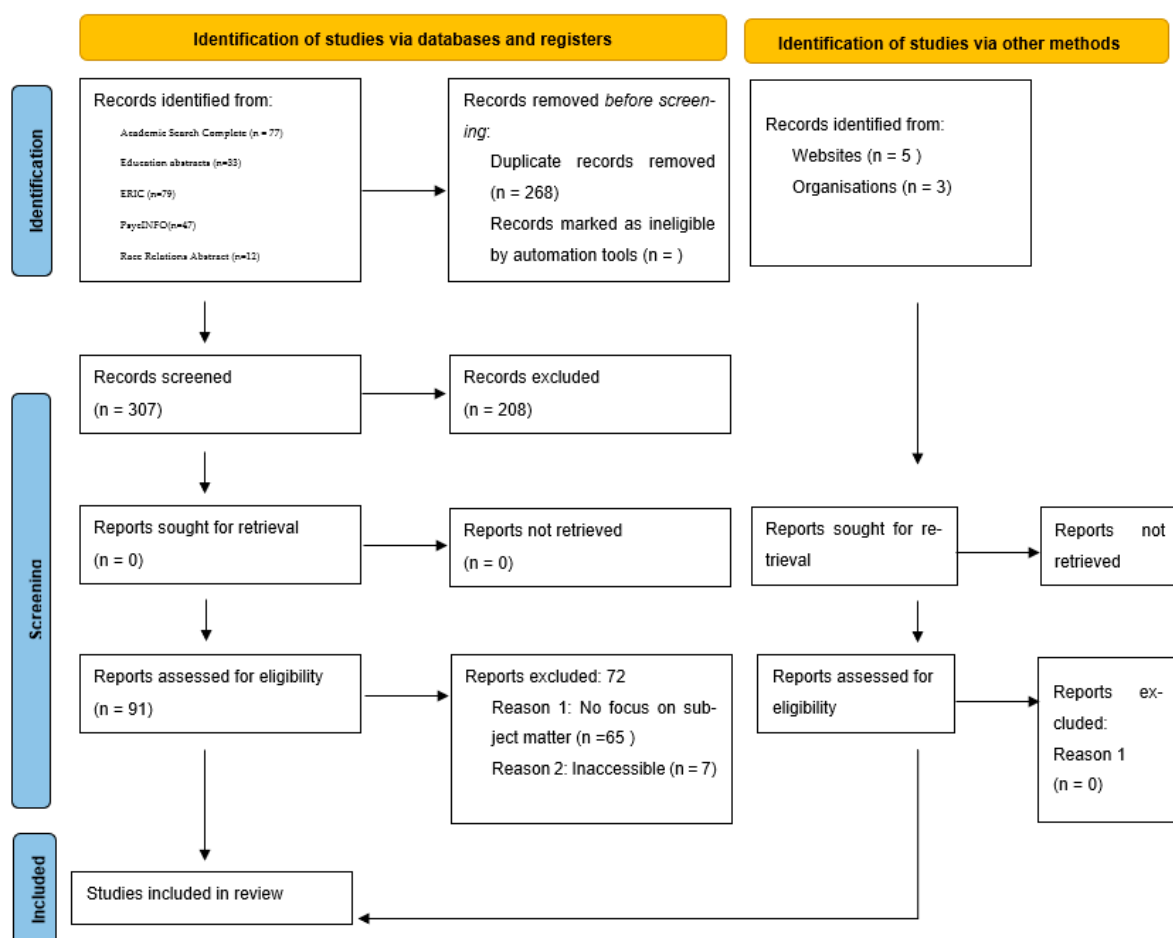 Identification of studies via databases and registers
Identification of studies via other methods
Identification
Records identified from:
Academic Search Complete (n = 77)
Education abstracts (n=33)
ERIC (n=79)
PaycINFO(n=47)
Race Relations Abstract (n=12)
Records removed before screen-
ing:
Duplicate records removed
(n = 268)
Records marked as ineligible
by automation tools (n = )
Records identified from:
Websites (n = 5 )
Organisations (n = 3)
Screening
Records screened
(n = 307)
Records excluded
(n = 208)
Reports sought for retrieval
(n = 0)
Reports not retrieved
(n = 0)
Reports sought for re-
trieval
Reports not
retrieved
Reports assessed for eligibility
(n = 91)
Reports excluded: 72
Reason 1: No focus on sub-
ject matter (n =65 )
Reason 2: Inaccessible (n = 7)
Reports assessed for
eligibility
Reports ex-
cluded:
Reason 1
(n = 0)
Included
Studies included in review